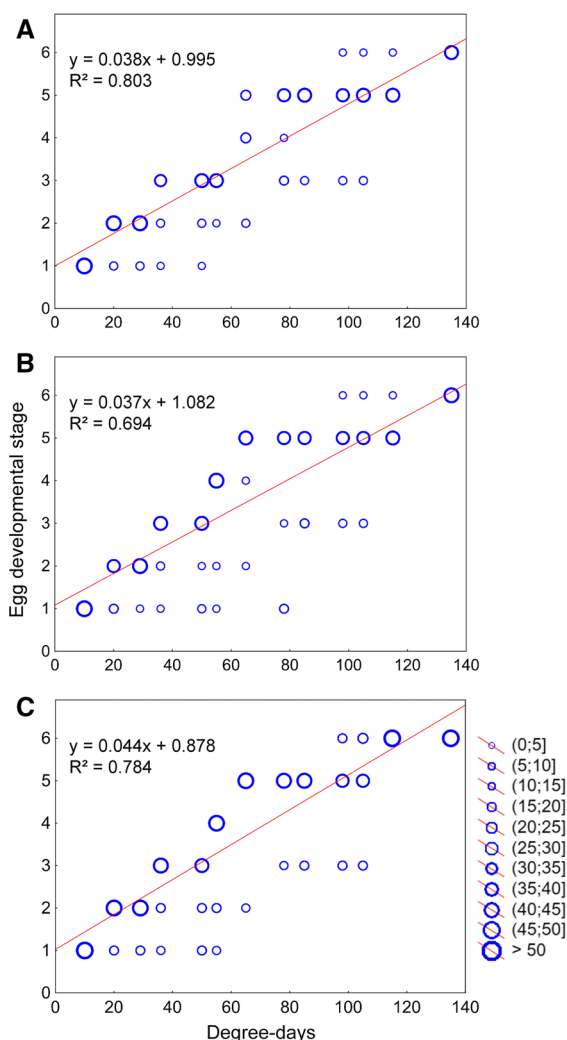 A
y = 0.038x + 0.995
R² = 0.803
6
5
4
3
2
1
0
0 20 40 60 80 100 120 140
B
y = 0.037x + 1.082
R² = 0.694
6
5
4
3
2
1
0
0 20 40 60 80 100 120 140
Egg developmental stage
C
y = 0.044x + 0.878
R² = 0.784
6
5
4
3
2
1
0
0 20 40 60 80 100 120 140
Degree-days
(0;5]
(5;10]
(10;15]
(15;20]
(20;25]
(25;30]
(30;35]
(35;40]
(40;45]
(45;50]
> 50